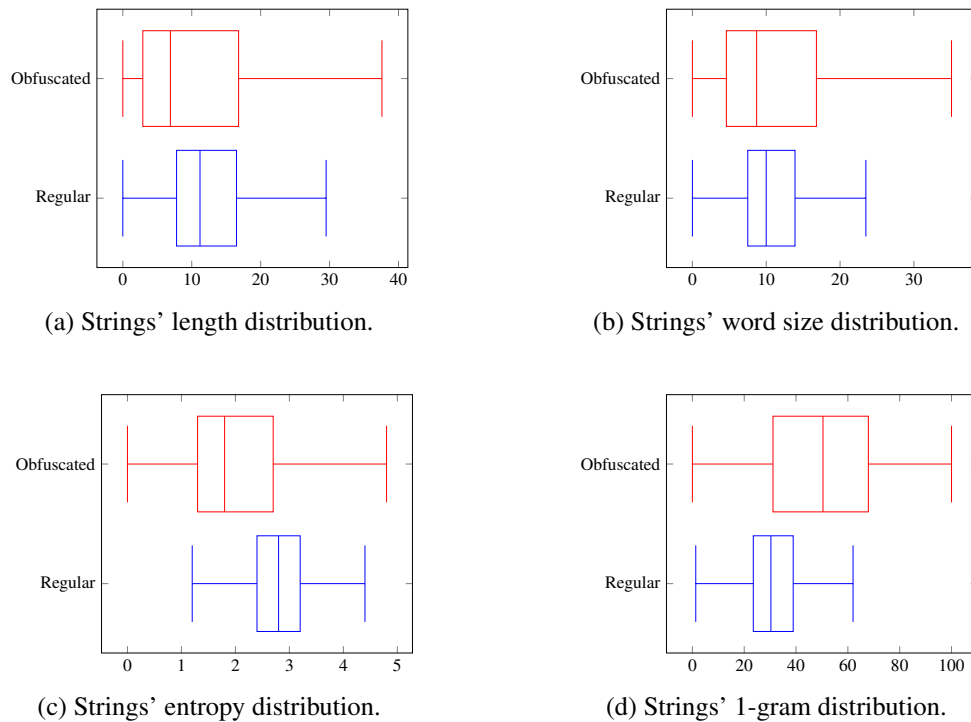 Obfuscated
Regular
0 10 20 30 40
(a) Strings’ length distribution.
Obfuscated
Regular
0 10 20 30
(b) Strings’ word size distribution.
Obfuscated
Regular
0 1 2 3 4 5
(c) Strings’ entropy distribution.
Obfuscated
Regular
0 20 40 60 80 100
(d) Strings’ 1-gram distribution.